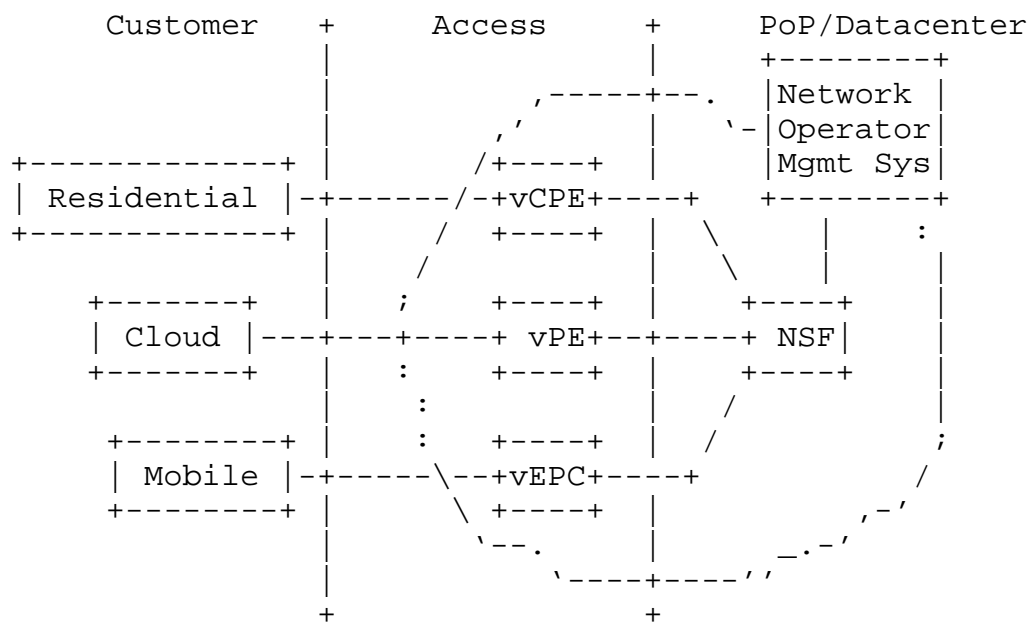 Customer Access PoP/Datacenter
Network
Operator
Mgmt Sys
Residential vCPE
Cloud vPE NSF
Mobile vEPC